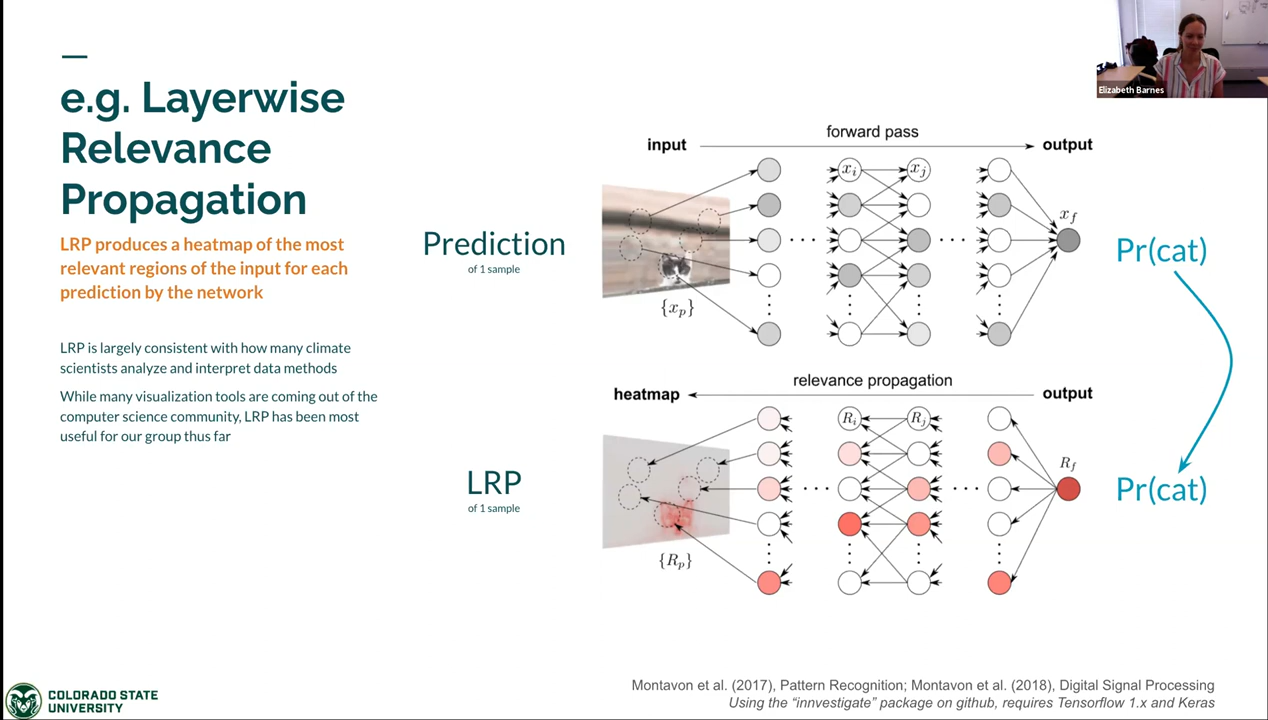 Elizabeth Barnes
e.g. Layerwise
Relevance
Propagation
LRP produces a heatmap of the most
relevant regions of the input for each
prediction by the network
LRP is largely consistent with how many climate
scientists analyze and interpret data methods
While many visualization tools are coming out of the
computer science community, LRP has been most
useful for our group thus far
forward pass
input
output
x_i
x_j
x_f
Prediction
of 1 sample
{x_p}
Pr(cat)
relevance propagation
heatmap
output
R_i
R_j
R_f
LRP
of 1 sample
{R_p}
Pr(cat)
COLORADO STATE
UNIVERSITY
Montavon et al. (2017), Pattern Recognition; Montavon et al. (2018), Digital Signal Processing
Using the “innvestigate” package on github, requires Tensorflow 1.x and Keras